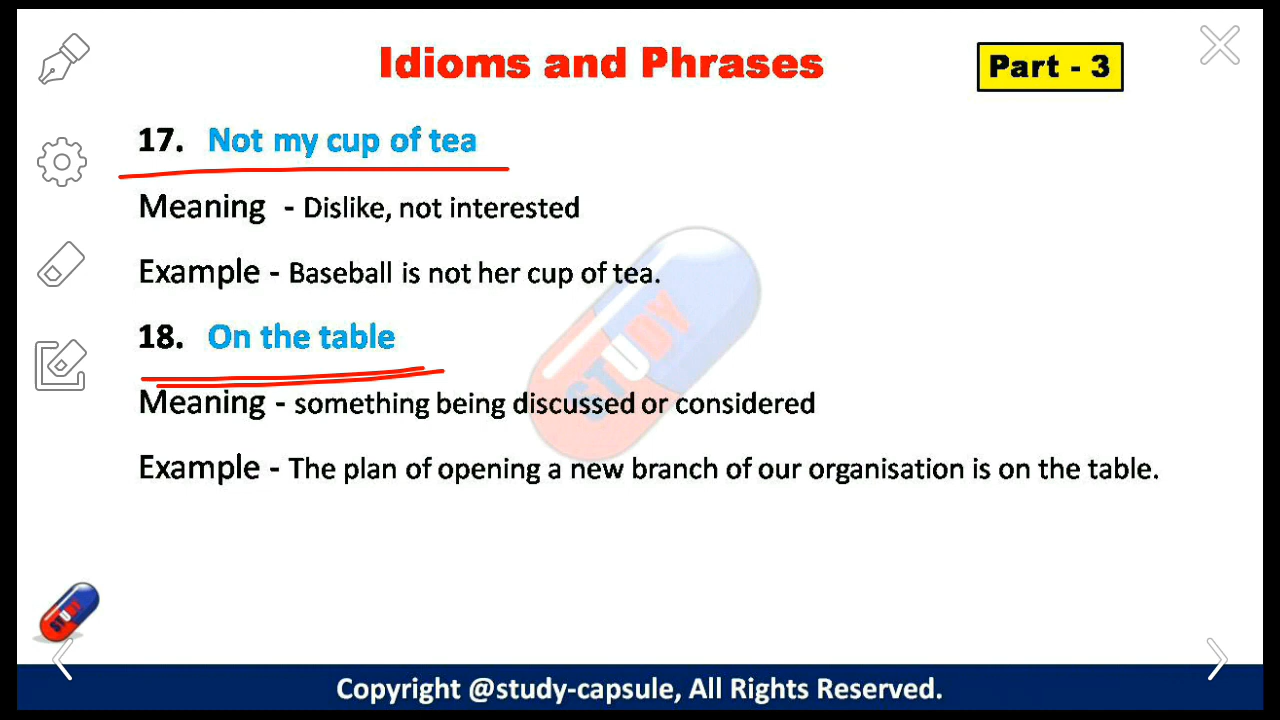 Idioms and Phrases
Part - 3
17. Not my cup of tea
Meaning - Dislike, not interested
Example - Baseball is not her cup of tea.
18. On the table
Meaning - something being discussed or considered
Example - The plan of opening a new branch of our organisation is on the table.
STUDY
STUDY
Copyright @study-capsule, All Rights Reserved.